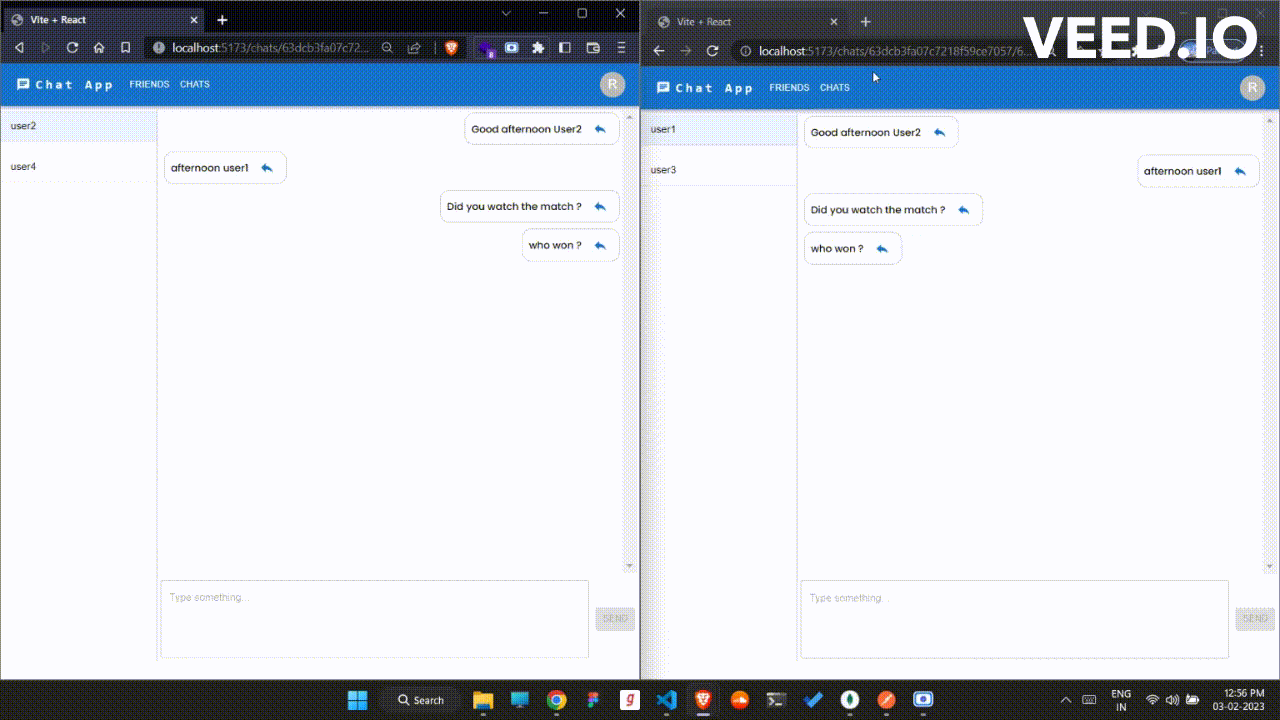 Vite + React
localhost:5173/chats/63dcb3fa07c72...
Chat App
FRIENDS
CHATS
R
user2
user4
Good afternoon User2
afternoon user1
Did you watch the match ?
who won ?
Type something...
SEND
Vite + React
localhost:5173/chats/63dcb3fa07c7218f59ce7057/6...
VEED.IO
Chat App
FRIENDS
CHATS
R
user1
user3
Good afternoon User2
afternoon user1
Did you watch the match ?
who won ?
Type something...
SEND
Search
ENG
IN
12:56 PM
03-02-2023